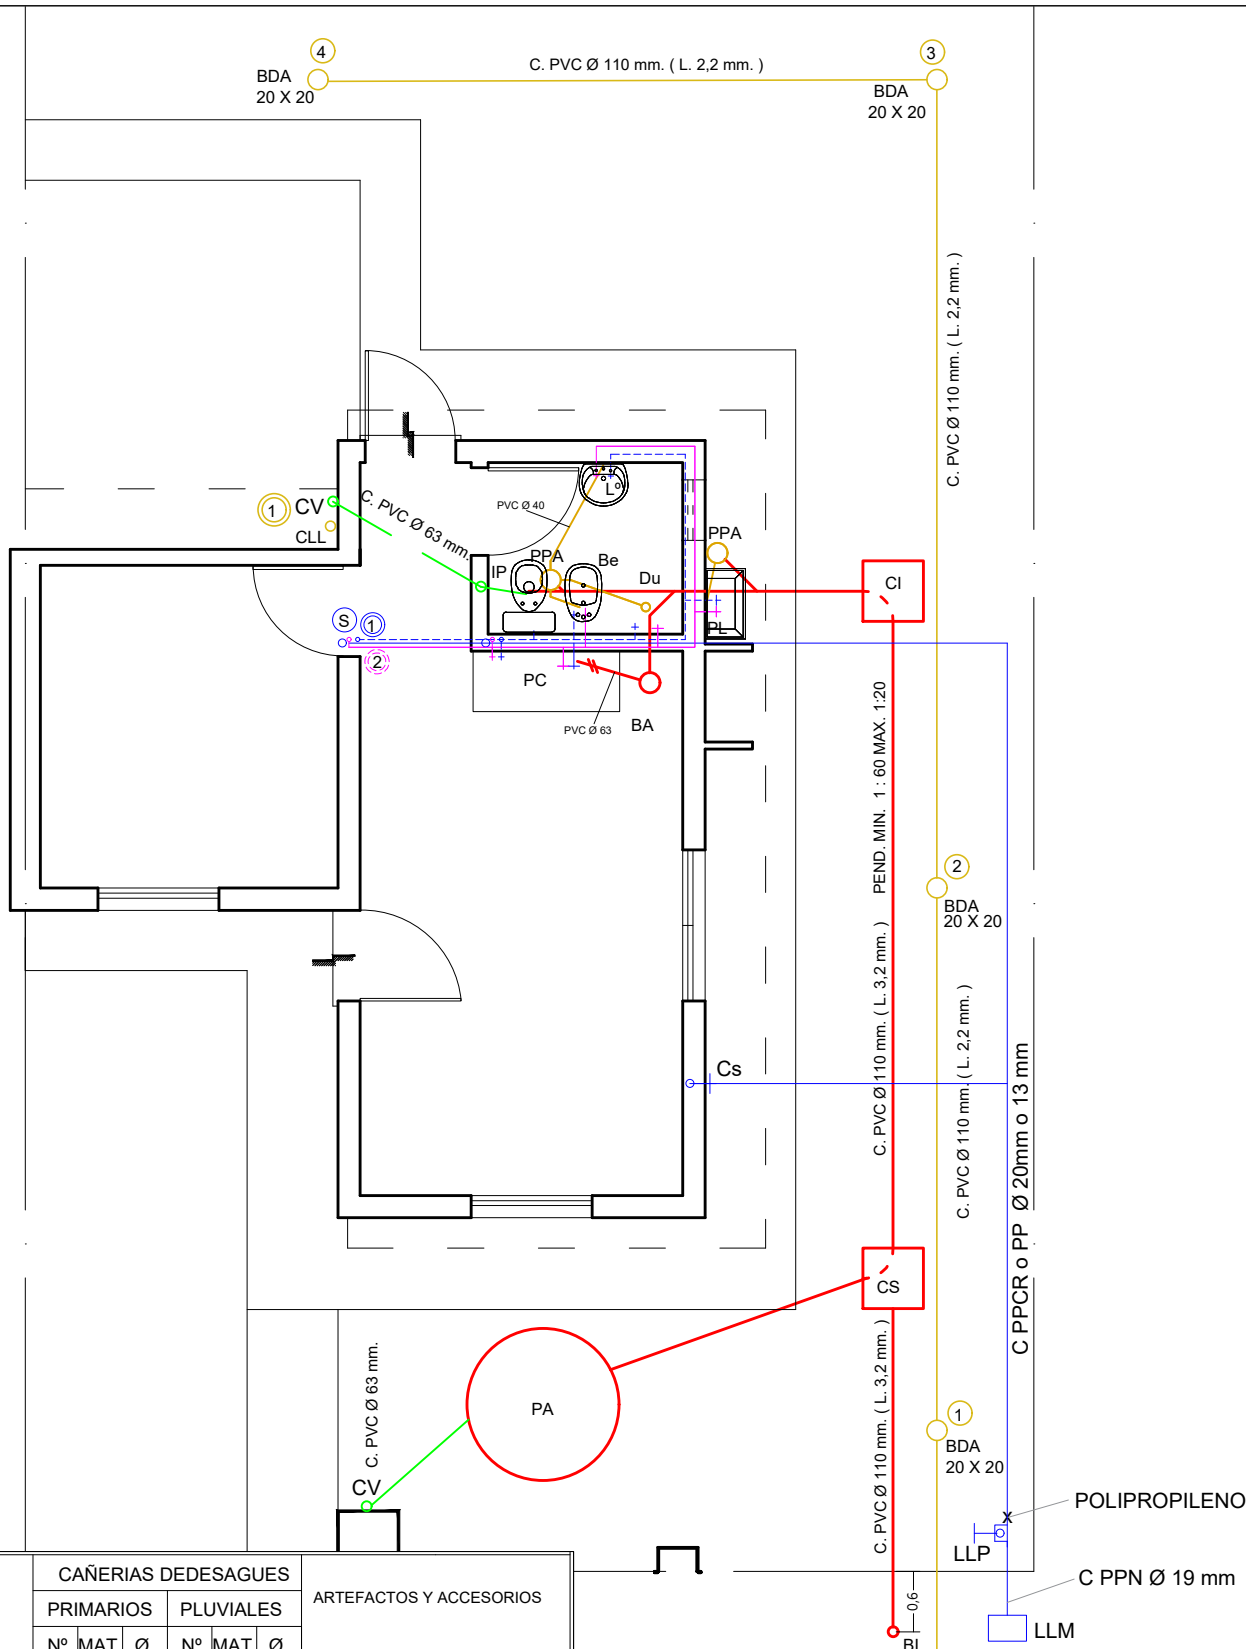 4
BDA
20 X 20
C. PVC Ø 110 mm. ( L. 2,2 mm. )
3
BDA
20 X 20
C. PVC Ø 110 mm. ( L. 2,2 mm. )
1
CV
CLL
C. PVC Ø 63 mm.
PVC Ø 40
L
PPA
Be
IP
Du
PPA
PL
CI
S
1
2
PC
PVC Ø 63
BA
PEND. MIN. 1 : 60 MAX. 1:20
C. PVC Ø 110 mm. ( L. 3,2 mm. )
2
BDA
20 X 20
C. PVC Ø 110 mm. ( L. 2,2 mm. )
C PPCR o PP Ø 20mm o 13 mm
Cs
CS
C. PVC Ø 110 mm. ( L. 3,2 mm. )
C. PVC Ø 63 mm.
PA
CV
1
BDA
20 X 20
POLIPROPILENO
X
LLP
C PPN Ø 19 mm
LLM
0,6
BI
CAÑERIAS DEDESAGUES
ARTEFACTOS Y ACCESORIOS
PRIMARIOS PLUVIALES
Nº MAT Ø Nº MAT Ø